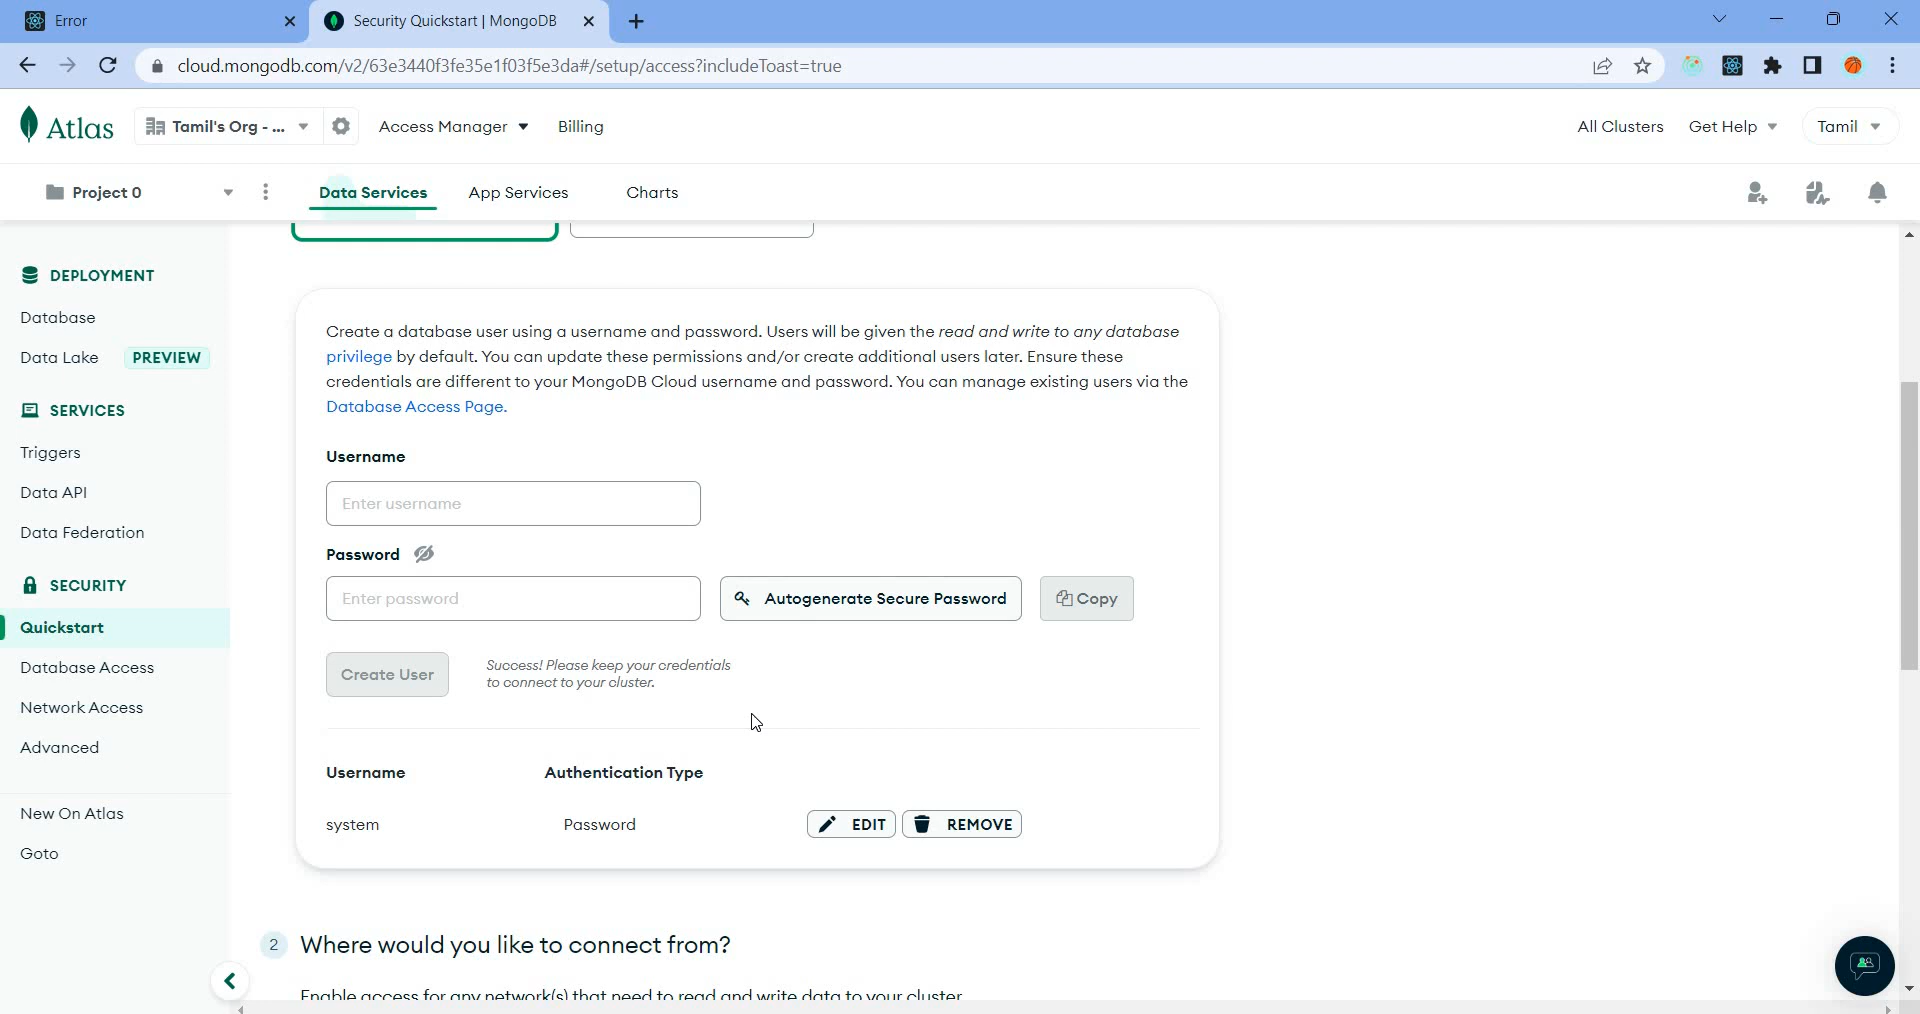 Error
Security Quickstart | MongoDB
cloud.mongodb.com/v2/63e3440f3fe35e1f03f5e3da#/setup/access?includeToast=true
Atlas
Tamil's Org - ...
Access Manager
Billing
All Clusters
Get Help
Tamil
Project 0
Data Services
App Services
Charts
DEPLOYMENT
Database
Data Lake PREVIEW
SERVICES
Triggers
Data API
Data Federation
SECURITY
Quickstart
Database Access
Network Access
Advanced
New On Atlas
Goto
Create a database user using a username and password. Users will be given the read and write to any database
privilege by default. You can update these permissions and/or create additional users later. Ensure these
credentials are different to your MongoDB Cloud username and password. You can manage existing users via the
Database Access Page.
Username
Enter username
Password
Enter password
Autogenerate Secure Password
Copy
Create User
Success! Please keep your credentials
to connect to your cluster.
Username
Authentication Type
system
Password
EDIT
REMOVE
2 Where would you like to connect from?
Enable access for any network(s) that need to read and write data to your cluster.